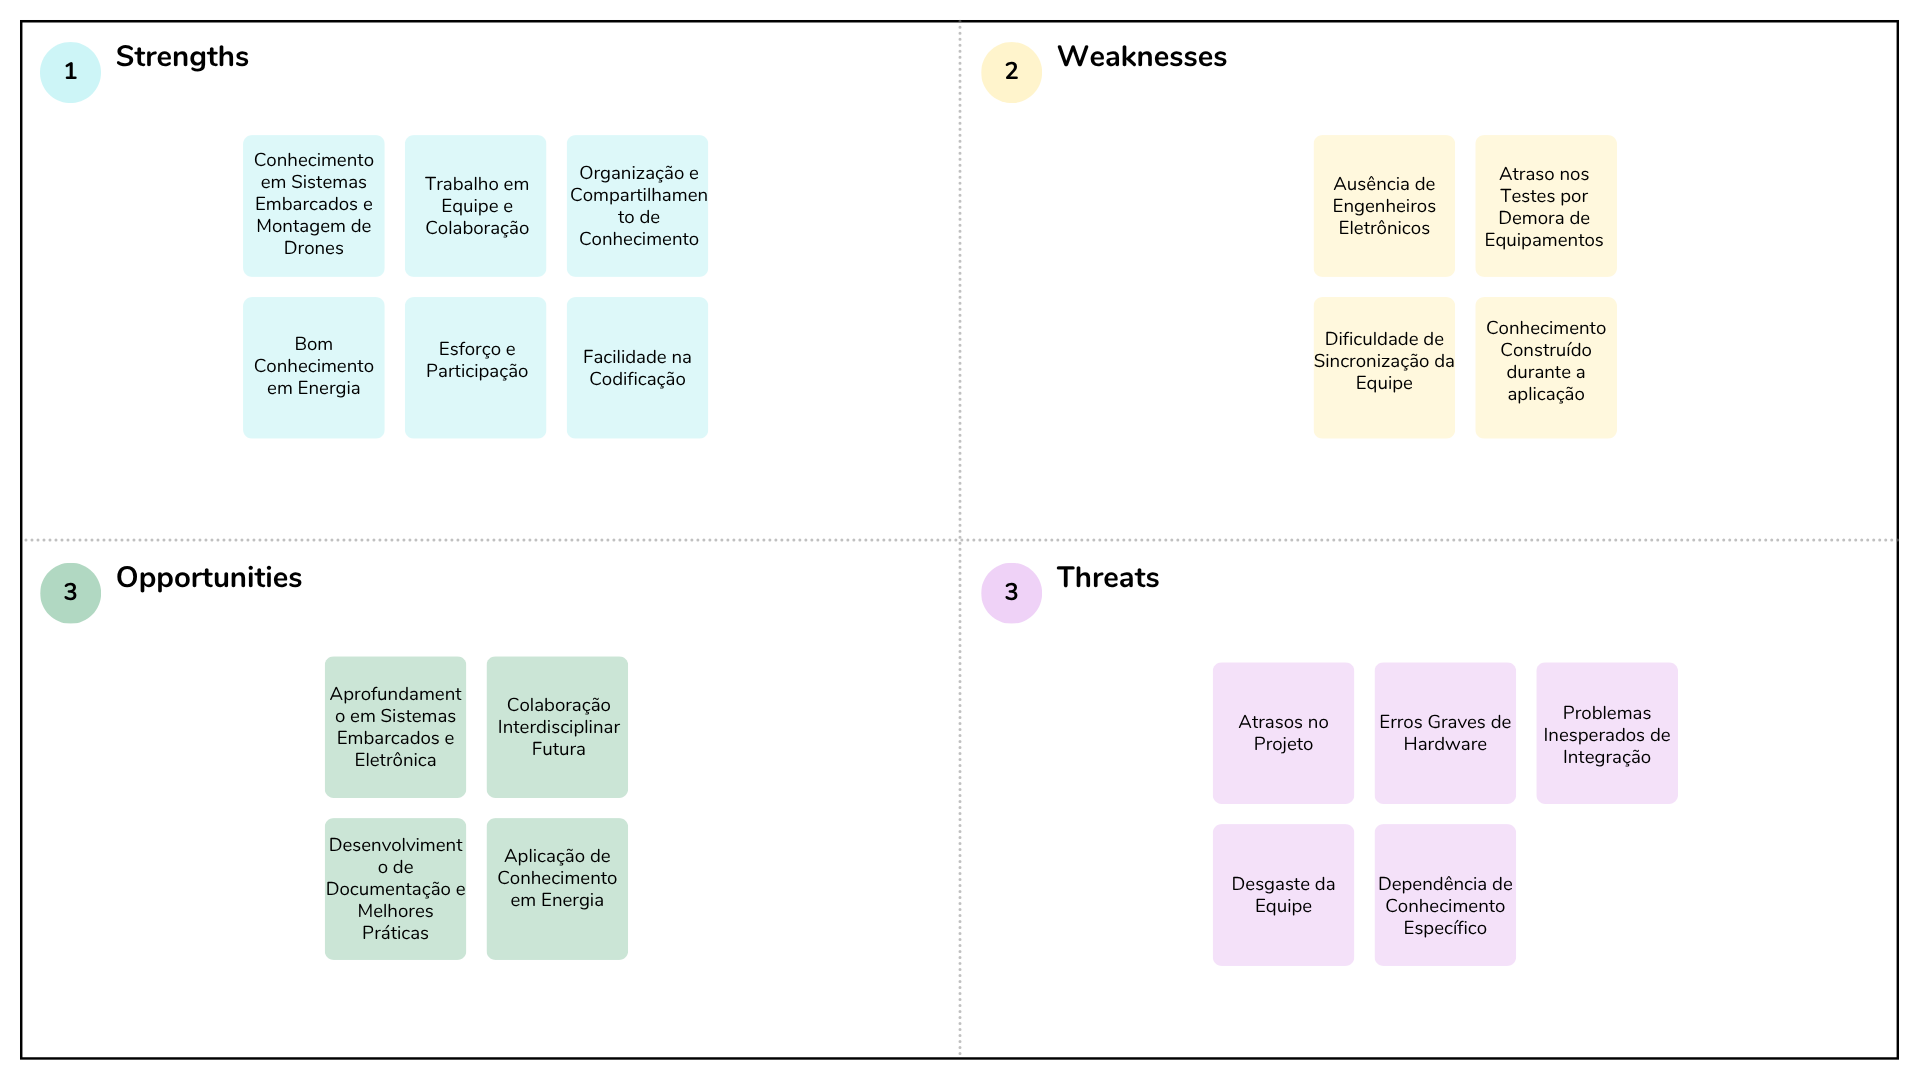 1
Strengths
Conhecimento
em Sistemas
Embarcados e
Montagem de
Drones
Trabalho em
Equipe e
Colaboração
Organização e
Compartilhamen
to de
Conhecimento
Bom
Conhecimento
em Energia
Esforço e
Participação
Facilidade na
Codificação
2
Weaknesses
Ausência de
Engenheiros
Eletrônicos
Atraso nos
Testes por
Demora de
Equipamentos
Dificuldade de
Sincronização da
Equipe
Conhecimento
Construído
durante a
aplicação
3
Opportunities
Aprofundament
o em Sistemas
Embarcados e
Eletrônica
Colaboração
Interdisciplinar
Futura
Desenvolviment
o de
Documentação e
Melhores
Práticas
Aplicação de
Conhecimento
em Energia
3
Threats
Atrasos no
Projeto
Erros Graves de
Hardware
Problemas
Inesperados de
Integração
Desgaste da
Equipe
Dependência de
Conhecimento
Específico